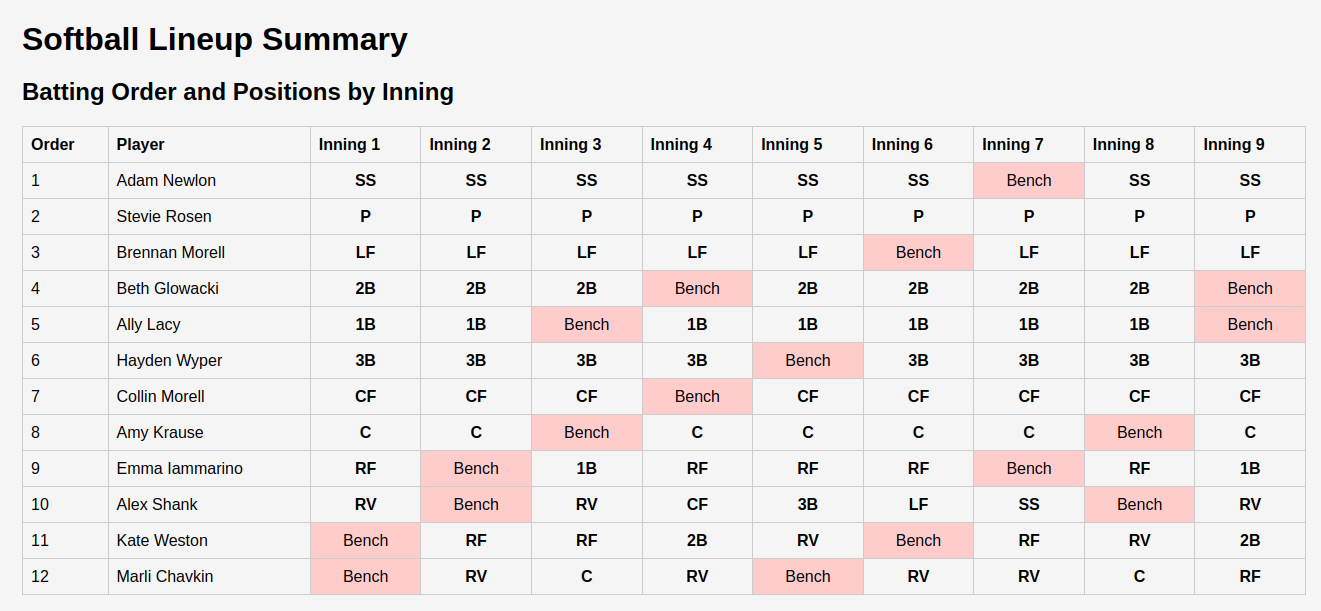 Softball Lineup Summary
Batting Order and Positions by Inning
Order Player Inning 1 Inning 2 Inning 3 Inning 4 Inning 5 Inning 6 Inning 7 Inning 8 Inning 9
1 Adam Newlon SS SS SS SS SS SS Bench SS SS
2 Stevie Rosen P P P P P P P P P
3 Brennan Morell LF LF LF LF LF Bench LF LF LF
4 Beth Glowacki 2B 2B 2B Bench 2B 2B 2B 2B Bench
5 Ally Lacy 1B 1B Bench 1B 1B 1B 1B 1B Bench
6 Hayden Wyper 3B 3B 3B 3B Bench 3B 3B 3B 3B
7 Collin Morell CF CF CF Bench CF CF CF CF CF
8 Amy Krause C C Bench C C C C Bench C
9 Emma Iammarino RF Bench 1B RF RF RF Bench RF 1B
10 Alex Shank RV Bench RV CF 3B LF SS Bench RV
11 Kate Weston Bench RF RF 2B RV Bench RF RV 2B
12 Marli Chavkin Bench RV C RV Bench RV RV C RF